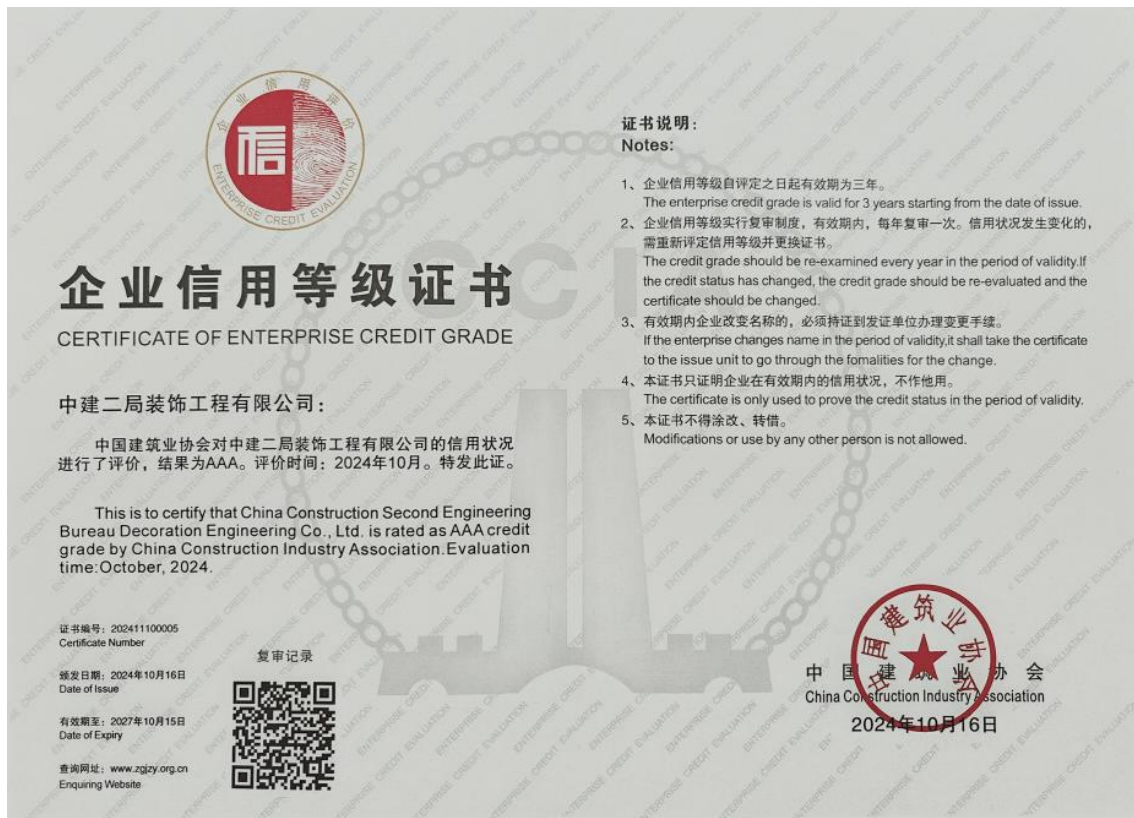 企业信用评价
信
ENTERPRISE CREDIT EVALUATION
企业信用等级证书
CERTIFICATE OF ENTERPRISE CREDIT GRADE
中建二局装饰工程有限公司：
中国建筑业协会对中建二局装饰工程有限公司的信用状况
进行了评价，结果为AAA。评价时间：2024年10月。特发此证。
This is to certify that China Construction Second Engineering
Bureau Decoration Engineering Co., Ltd. is rated as AAA credit
grade by China Construction Industry Association.Evaluation
time:October, 2024.
证书编号：202411100005
Certificate Number
颁发日期：2024年10月16日
Date of Issue
有效期至：2027年10月15日
Date of Expiry
查询网址：www.zgjzy.org.cn
Enquiring Website
复审记录
证书说明：
Notes:
1、企业信用等级自评定之日起有效期为三年。
The enterprise credit grade is valid for 3 years starting from the date of issue.
2、企业信用等级实行复审制度，有效期内，每年复审一次。信用状况发生变化的，
需重新评定信用等级并更换证书。
The credit grade should be re-examined every year in the period of validity.If
the credit status has changed, the credit grade should be re-evaluated and the
certificate should be changed.
3、有效期内企业改变名称的，必须持证到发证单位办理变更手续。
If the enterprise changes name in the period of validity,it shall take the certificate
to the issue unit to go through the fomalities for the change.
4、本证书只证明企业在有效期内的信用状况，不作他用。
The certificate is only used to prove the credit status in the period of validity.
5、本证书不得涂改、转借。
Modifications or use by any other person is not allowed.
中国建筑业协会
中国建筑业协会
China Construction Industry Association
2024年10月16日